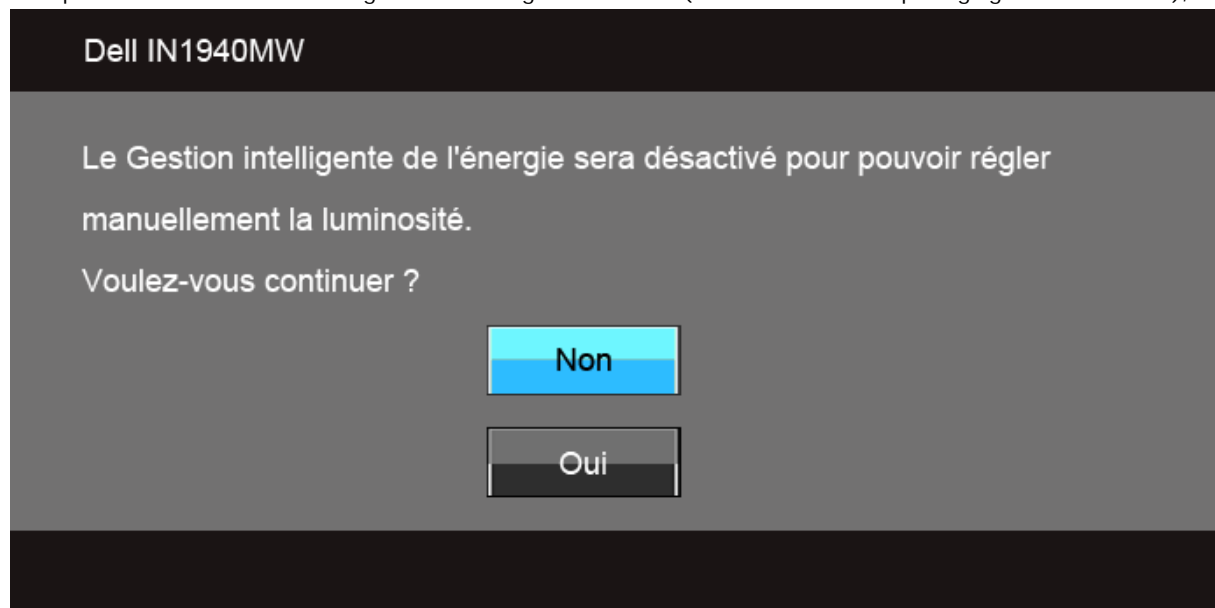 Dell IN1940MW
Le Gestion intelligente de l'énergie sera désactivé pour pouvoir régler
manuellement la luminosité.
Voulez-vous continuer ?
Non
Oui